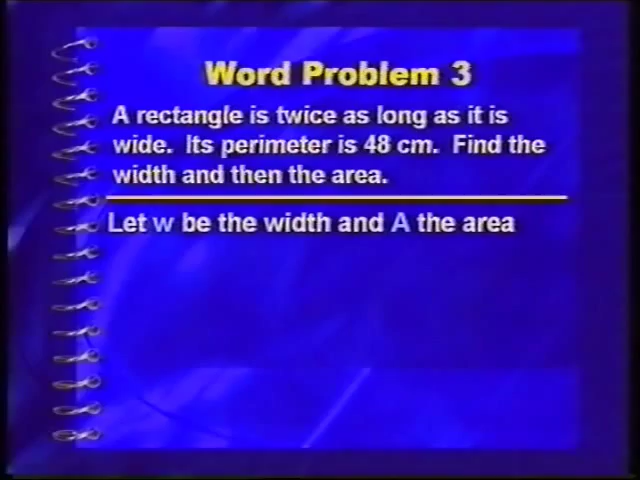 Word Problem 3
A rectangle is twice as long as it is
wide. Its perimeter is 48 cm. Find the
width and then the area.
Let w be the width and A the area